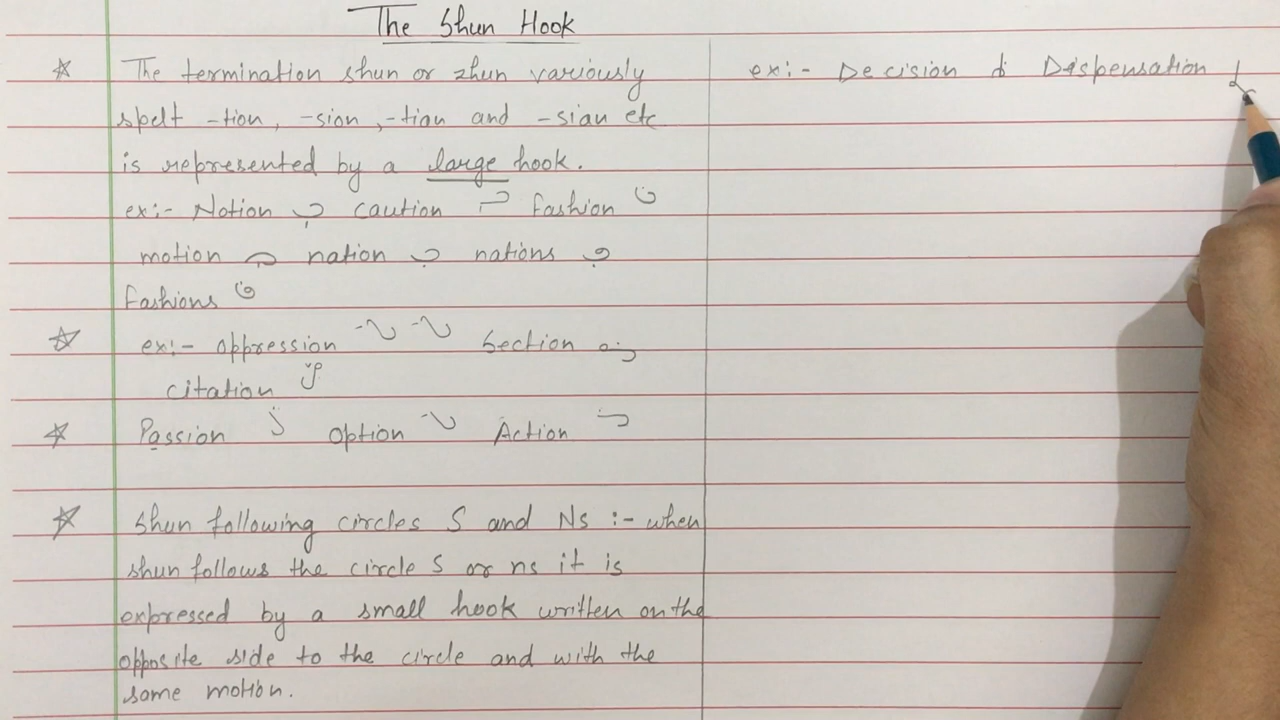 The Shun Hook
The termination shun or zhun variously
spelt -tion, -sion, -tian and -sian etc
is represented by a large hook.
ex:- Notion caution fashion
motion nation nations
fashions
ex:- oppression Section
citation
Passion option Action
Shun following circles S and Ns :- when
shun follows the circle S or ns it is
expressed by a small hook written on the
opposite side to the circle and with the
same motion.
ex:- Decision Dispensation